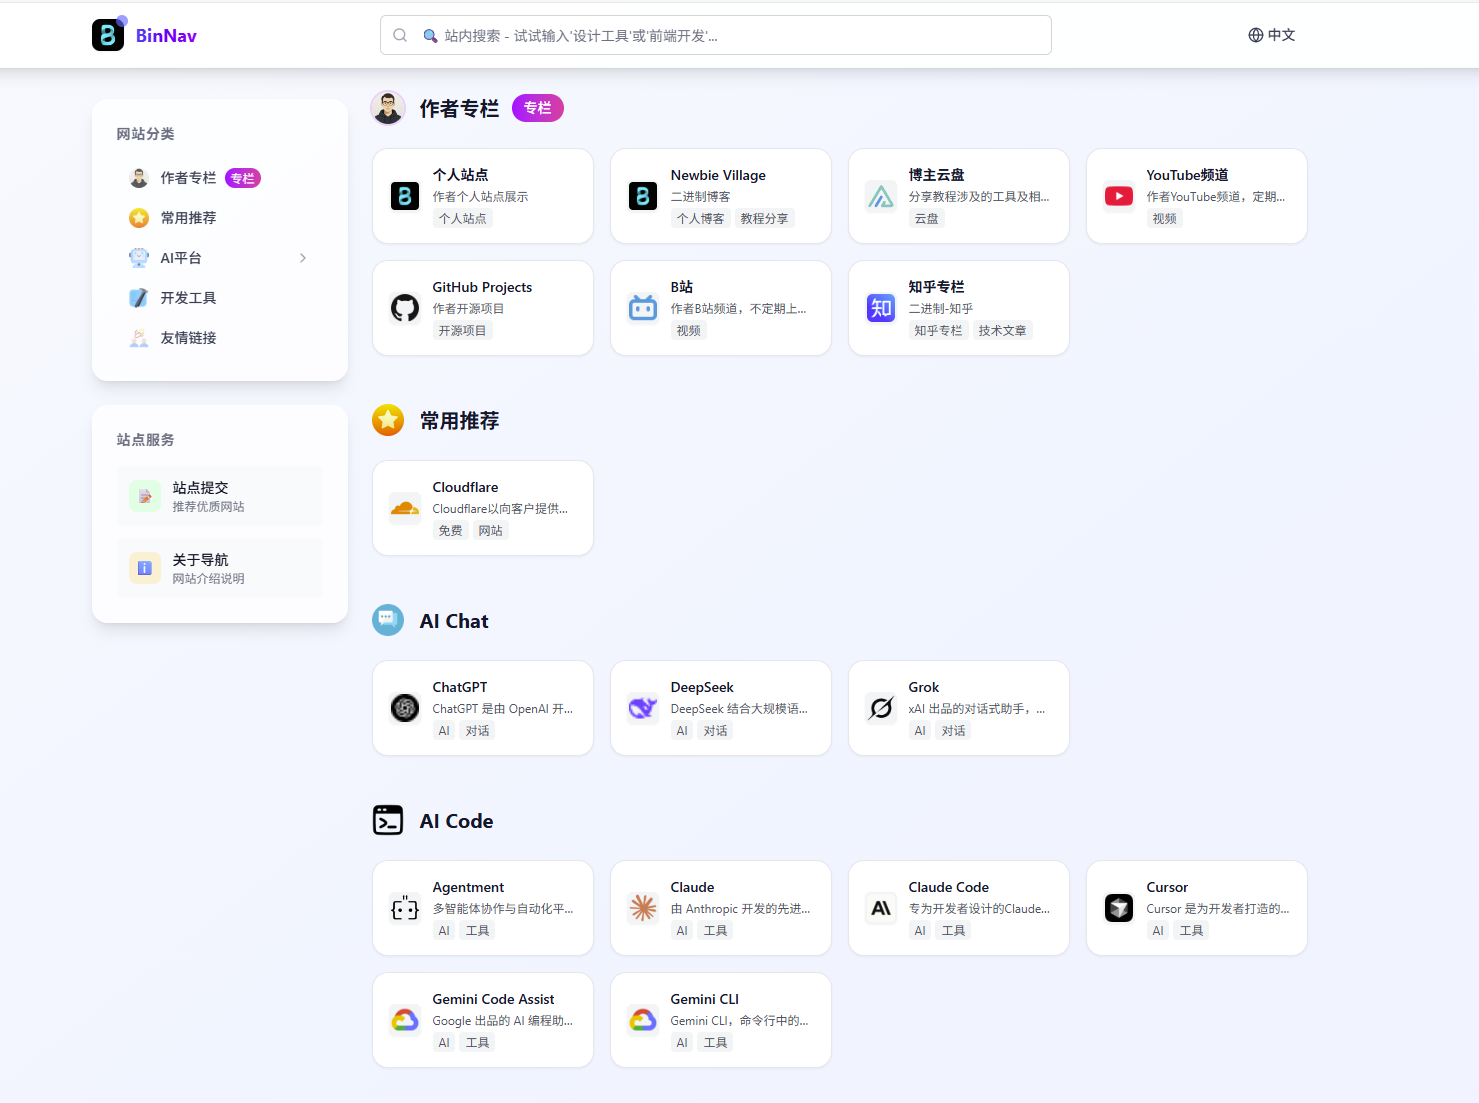 BinNav
站内搜索 - 试试输入'设计工具'或'前端开发'...
中文
网站分类
作者专栏 专栏
常用推荐
AI平台
开发工具
友情链接
站点服务
站点提交
推荐优质网站
关于导航
网站介绍说明
作者专栏 专栏
个人站点
作者个人站点展示
个人站点
Newbie Village
二进制博客
个人博客 教程分享
博主云盘
分享教程涉及的工具及相...
云盘
YouTube频道
作者YouTube频道，定期...
视频
GitHub Projects
作者开源项目
开源项目
B站
作者B站频道，不定期上...
视频
知乎专栏
二进制-知乎
知乎专栏 技术文章
常用推荐
Cloudflare
Cloudflare以向客户提供...
免费 网站
AI Chat
ChatGPT
ChatGPT 是由 OpenAI 开...
AI 对话
DeepSeek
DeepSeek 结合大规模语...
AI 对话
Grok
xAI 出品的对话式助手，...
AI 对话
AI Code
Agentment
多智能体协作与自动化平...
AI 工具
Claude
由 Anthropic 开发的先进...
AI 工具
Claude Code
专为开发者设计的Claude...
AI 工具
Cursor
Cursor 是为开发者打造的...
AI 工具
Gemini Code Assist
Google 出品的 AI 编程助...
AI 工具
Gemini CLI
Gemini CLI，命令行中的...
AI 工具